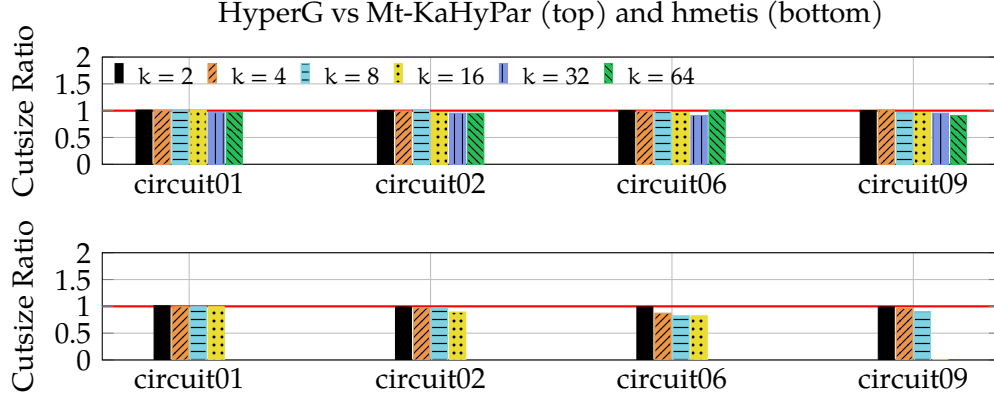 HyperG vs Mt-KaHyPar (top) and hmetis (bottom)
Cutsize Ratio
2
1.5
1
0.5
0
k = 2 k = 4 k = 8 k = 16 k = 32 k = 64
circuit01 circuit02 circuit06 circuit09
Cutsize Ratio
2
1.5
1
0.5
0
circuit01 circuit02 circuit06 circuit09